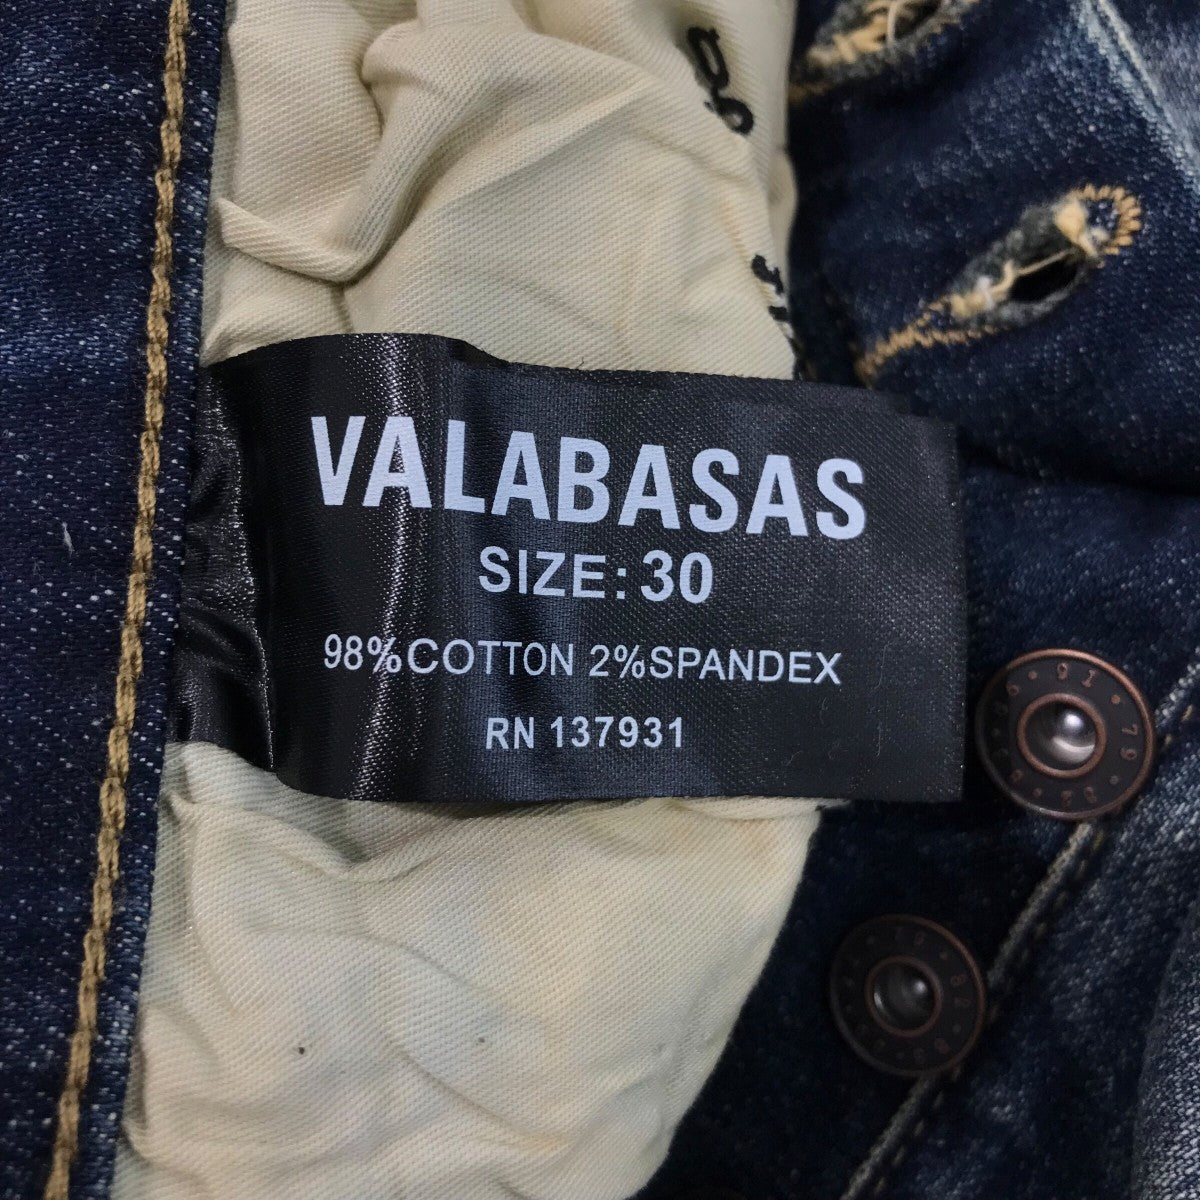 VALABASAS
SIZE: 30
98%COTTON 2%SPANDEX
RN 137931